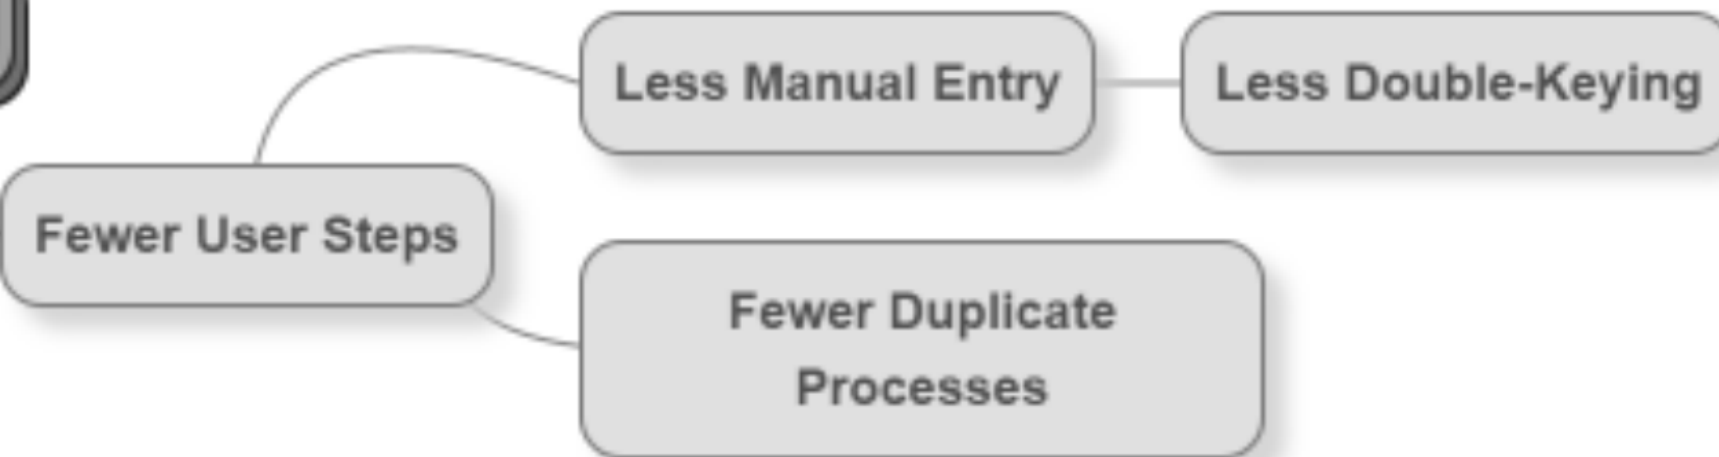 Less Manual Entry
Less Double-Keying
Fewer User Steps
Fewer Duplicate
Processes